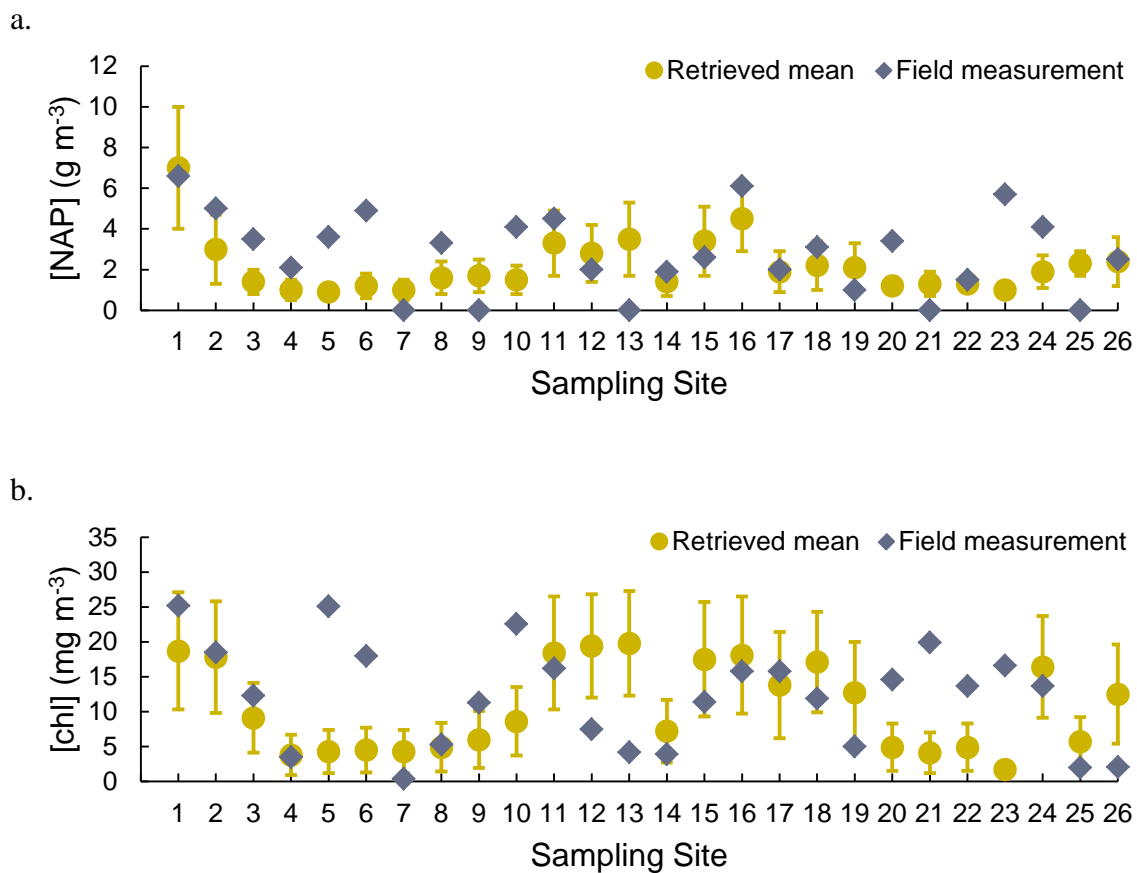 a.
Retrieved mean Field measurement
[NAP] (g m⁻³)
12
10
8
6
4
2
0
1 2 3 4 5 6 7 8 9 10 11 12 13 14 15 16 17 18 19 20 21 22 23 24 25 26
Sampling Site
b.
Retrieved mean Field measurement
[chl] (mg m⁻³)
35
30
25
20
15
10
5
0
1 2 3 4 5 6 7 8 9 10 11 12 13 14 15 16 17 18 19 20 21 22 23 24 25 26
Sampling Site